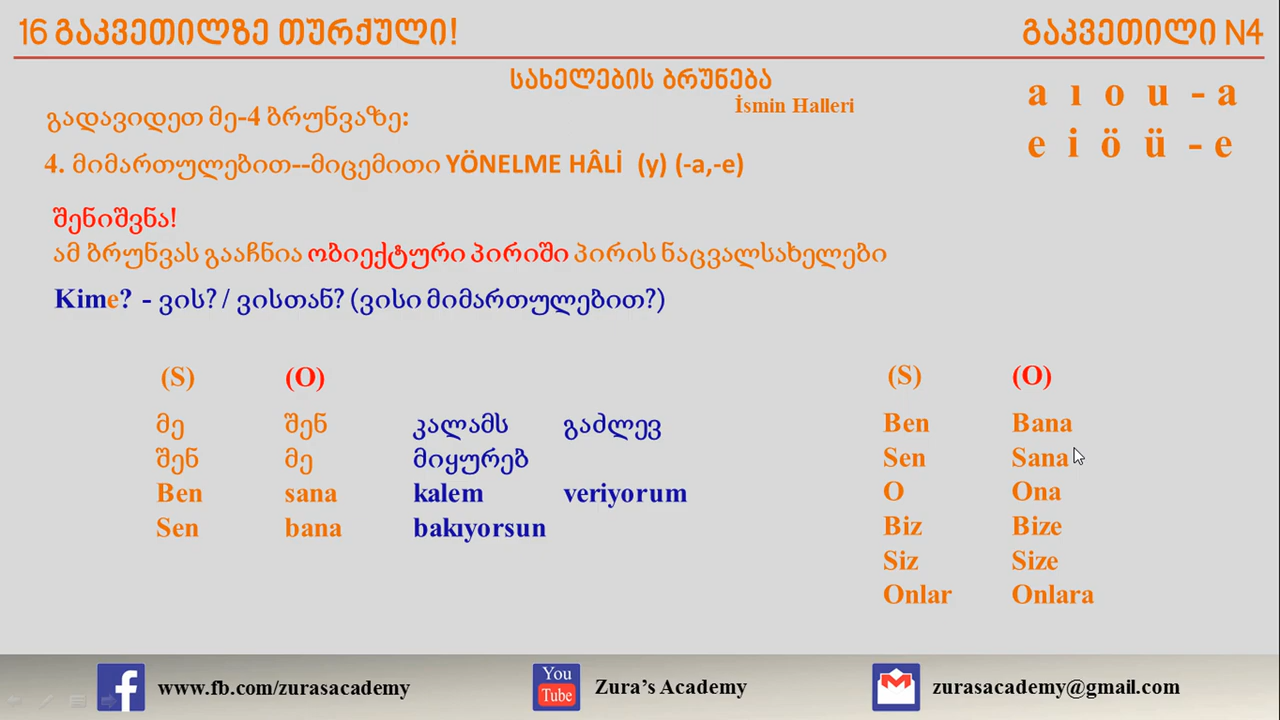 16 გაკვეთილზე თურქული!
გაკვეთილი N4
სახელების ბრუნება
İsmin Halleri
a ı o u - a
e i ö ü - e
გადავიდეთ მე-4 ბრუნვაზე:
4. მიმართულებით--მიცემითი YÖNELME HÂLİ (y) (-a,-e)
შენიშვნა!
ამ ბრუნვას გააჩნია ობიექტური პირიში პირის ნაცვალსახელები
Kime? - ვის? / ვისთან? (ვისი მიმართულებით?)
(S) (O)
მე შენ კალამს გაძლევ
შენ მე მიყურებ
Ben sana kalem veriyorum
Sen bana bakıyorsun
(S) (O)
Ben Bana
Sen Sana
O Ona
Biz Bize
Siz Size
Onlar Onlara
f www.fb.com/zurasacademy
You Tube Zura's Academy
zurasacademy@gmail.com